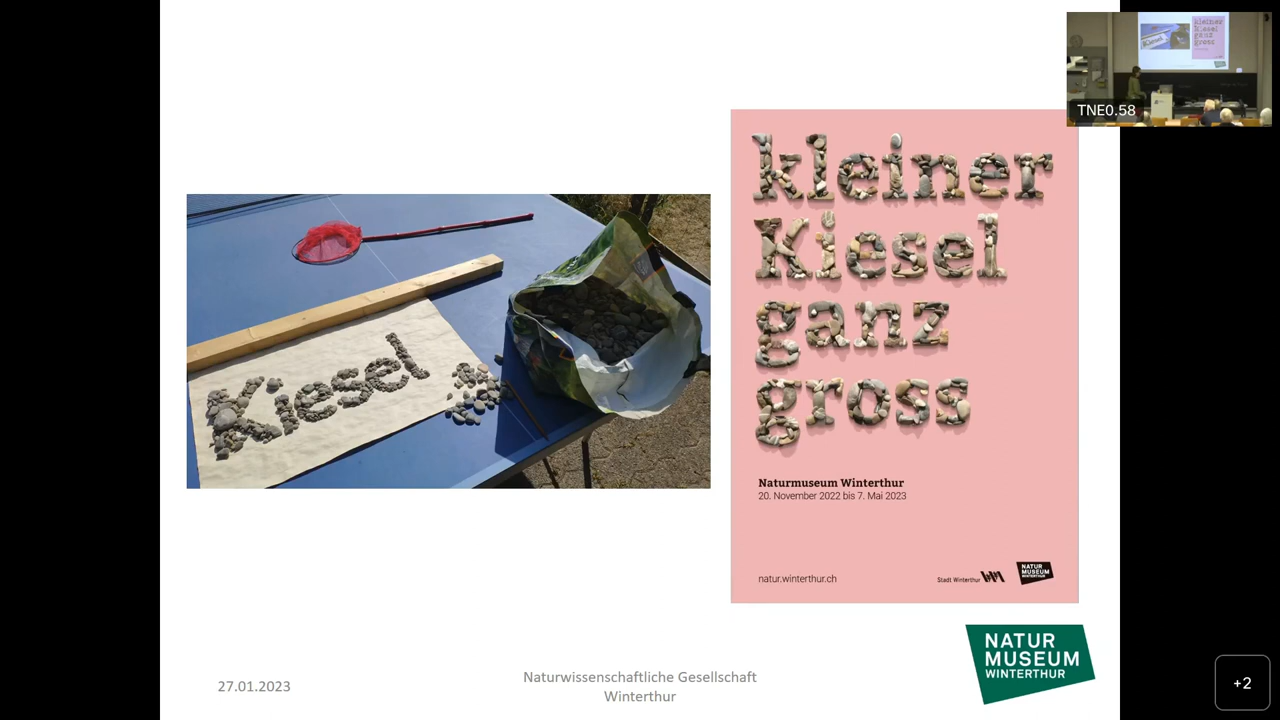 TNE0.58
Kiesel
kleiner
Kiesel
ganz
gross
Naturmuseum Winterthur
20. November 2022 bis 7. Mai 2023
natur.winterthur.ch
Stadt Winterthur
NATUR
MUSEUM
WINTERTHUR
27.01.2023
Naturwissenschaftliche Gesellschaft
Winterthur
NATUR
MUSEUM
WINTERTHUR
+2